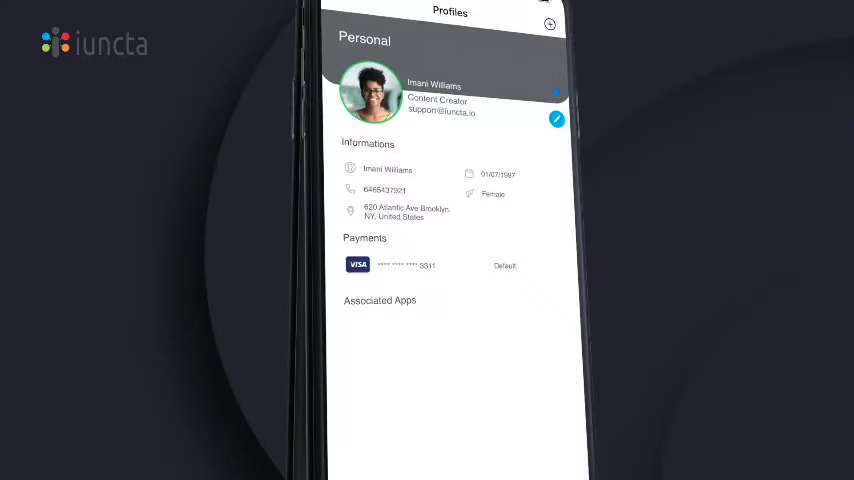 iuncta
Profiles
Personal
Imani Williams
Content Creator
support@iuncta.io
Informations
Imani Williams
01/07/1997
6465437921
Female
620 Atlantic Ave Brooklyn,
NY, United States
Payments
VISA
**** **** **** 3311
Default
Associated Apps